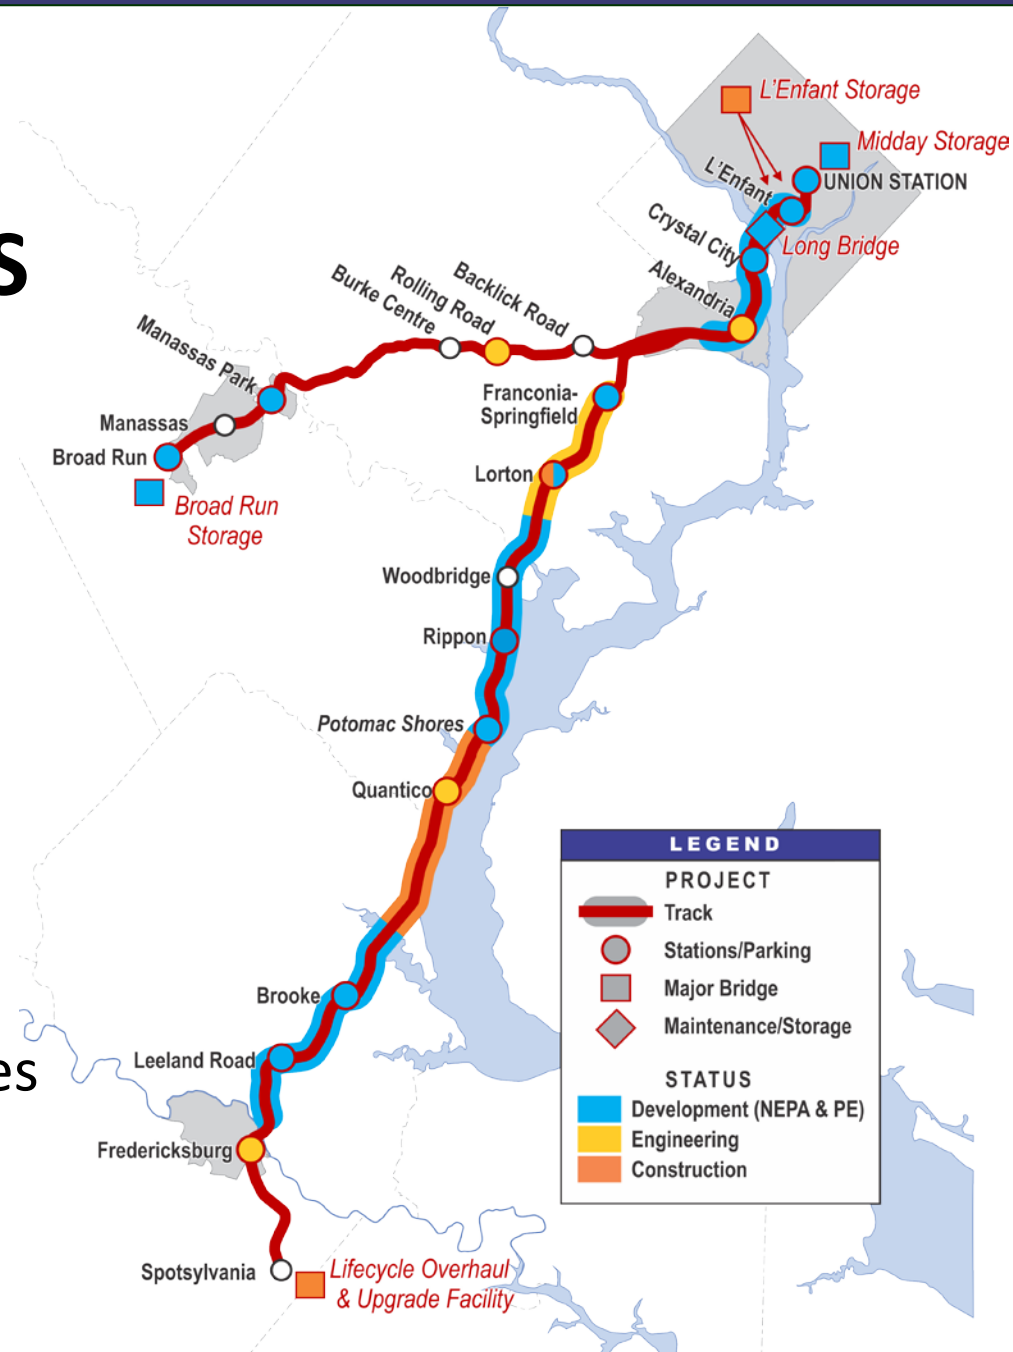 L'Enfant Storage
Midday Storage
L'Enfant
UNION STATION
Crystal City
Long Bridge
s
Alexandria
Backlick Road
Rolling Road
Burke Centre
Manassas Park
Franconia-
Springfield
Manassas
Broad Run
Lorton
Broad Run
Storage
Woodbridge
Rippon
Potomac Shores
Quantico
LEGEND
PROJECT
Track
Stations/Parking
Major Bridge
Maintenance/Storage
Brooke
Leeland Road
es
STATUS
Development (NEPA & PE)
Engineering
Construction
Fredericksburg
Spotsylvania
Lifecycle Overhaul
& Upgrade Facility